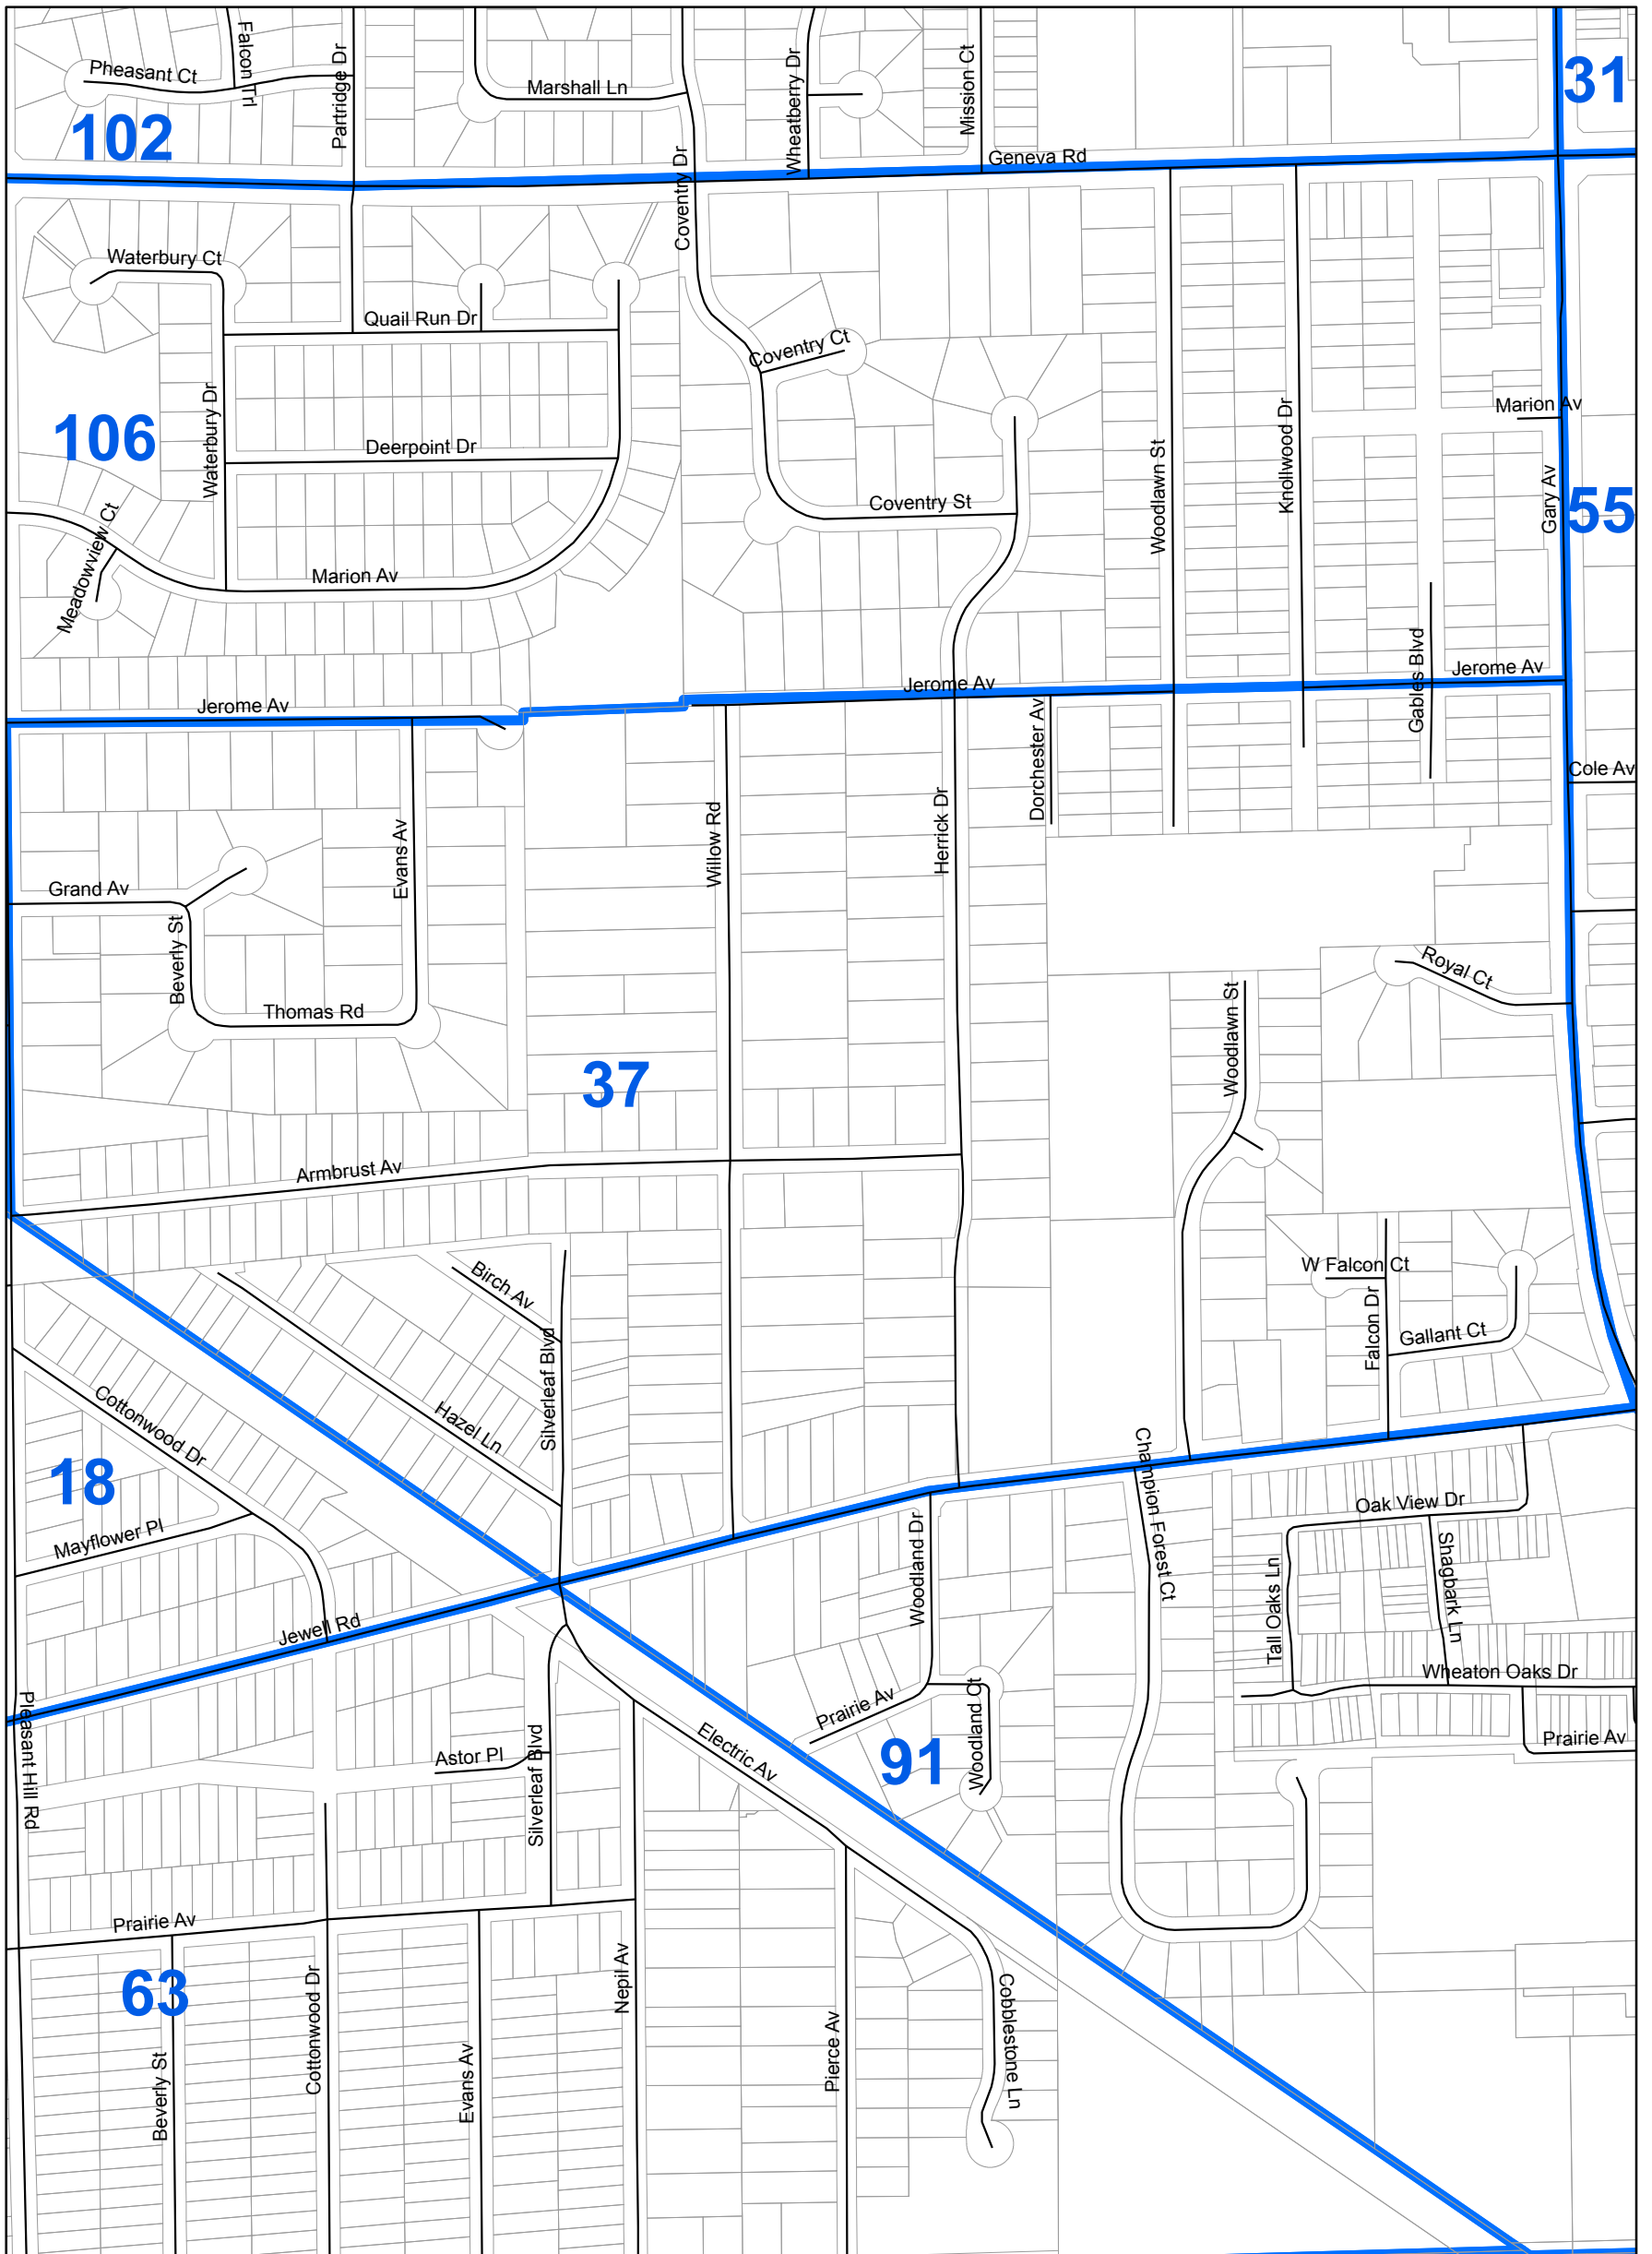 Falcon Trl
Partridge Dr
Pheasant Ct
Marshall Ln
Wheatberry Dr
Mission Ct
31
102
Coventry Dr
Geneva Rd
Waterbury Ct
Quail Run Dr
Coventry Ct
Waterbury Dr
106
Deerpoint Dr
Marion Av
Woodlawn St
Knollwood Dr
Gary Av
55
Coventry St
Meadowview Ct
Marion Av
Gables Blvd
Jerome Av
Jerome Av
Jerome Av
Dorchester Av
Cole Av
Willow Rd
Herrick Dr
Evans Av
Grand Av
Beverly St
Thomas Rd
Royal Ct
Woodlawn St
37
Armbrust Av
Birch Av
W Falcon Ct
Falcon Dr
Gallant Ct
Silverleaf Blvd
Hazel Ln
Cottonwood Dr
18
Mayflower Pl
Champion Forest Ct
Oak View Dr
Woodland Dr
Tall Oaks Ln
Shagbark Ln
Jewell Rd
Wheaton Oaks Dr
Pleasant Hill Rd
Prairie Av
Woodland Ct
Electric Av
Silverleaf Blvd
Astor Pl
91
Prairie Av
Prairie Av
63
Nepil Av
Cottonwood Dr
Cobblestone Ln
Pierce Av
Beverly St
Evans Av